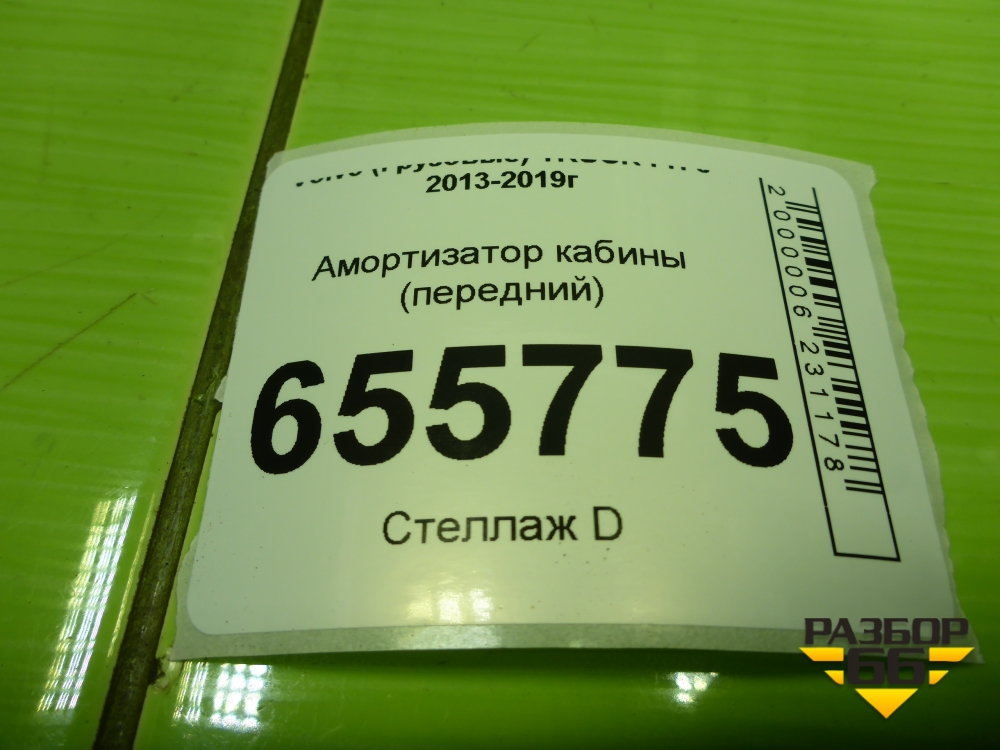 2013-2019г
Амортизатор кабины
(передний)
655775
Стеллаж D
2000006231178
РАЗБОР
66